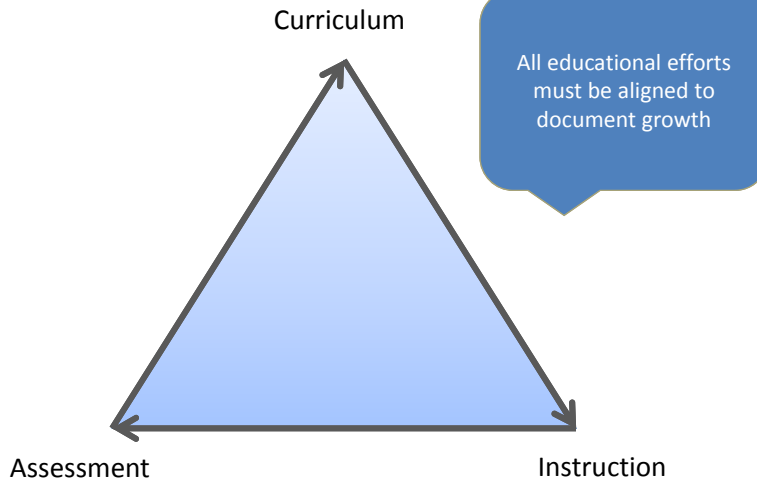 Curriculum
All educational efforts
must be aligned to
document growth
Assessment
Instruction